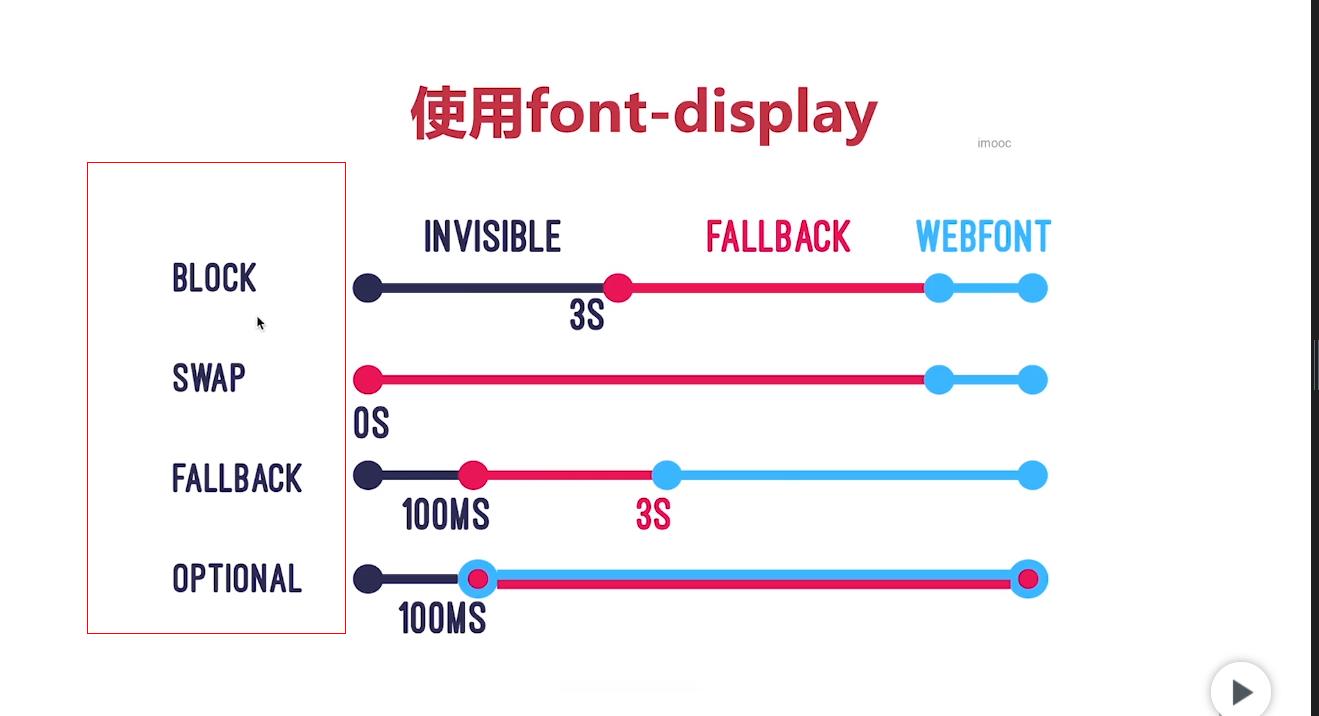 使用font-display
imooc
INVISIBLE FALLBACK WEBFONT
BLOCK
3S
SWAP
0S
FALLBACK
100MS 3S
OPTIONAL
100MS